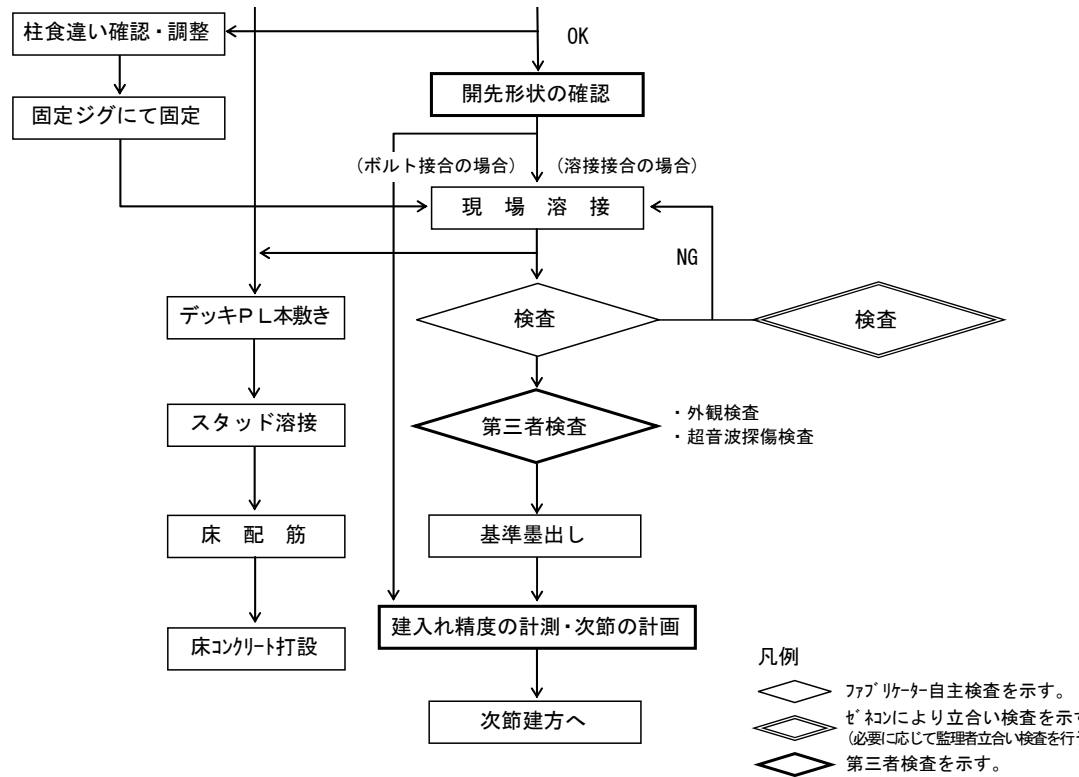 柱食違い確認・調整
OK
開先形状の確認
固定ジグにて固定
（ボルト接合の場合） （溶接接合の場合）
現　場　溶　接
NG
デッキＰＬ本敷き
検査
検査
スタッド溶接
第三者検査
・外観検査
・超音波探傷検査
床　配　筋
基準墨出し
建入れ精度の計測・次節の計画
床ｺﾝｸﾘｰﾄ打設
次節建方へ
凡例
ﾌｧﾌﾞﾘｹｰﾀｰ自主検査を示す。
ｾﾞﾈｺﾝにより立合い検査を示す
（必要に応じて監理者立合い検査を行う
第三者検査を示す。